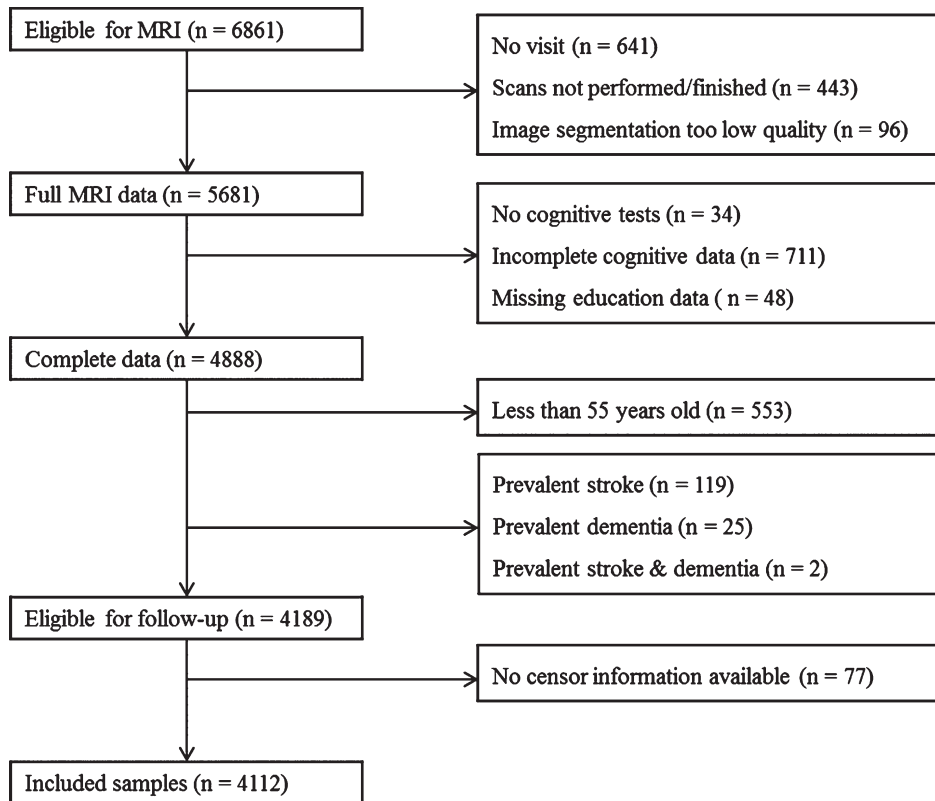 Eligible for MRI (n = 6861)
No visit (n = 641)
Scans not performed/finished (n = 443)
Image segmentation too low quality (n = 96)
Full MRI data (n = 5681)
No cognitive tests (n = 34)
Incomplete cognitive data (n = 711)
Missing education data ( n = 48)
Complete data (n = 4888)
Less than 55 years old (n = 553)
Prevalent stroke (n = 119)
Prevalent dementia (n = 25)
Prevalent stroke & dementia (n = 2)
Eligible for follow-up (n = 4189)
No censor information available (n = 77)
Included samples (n = 4112)